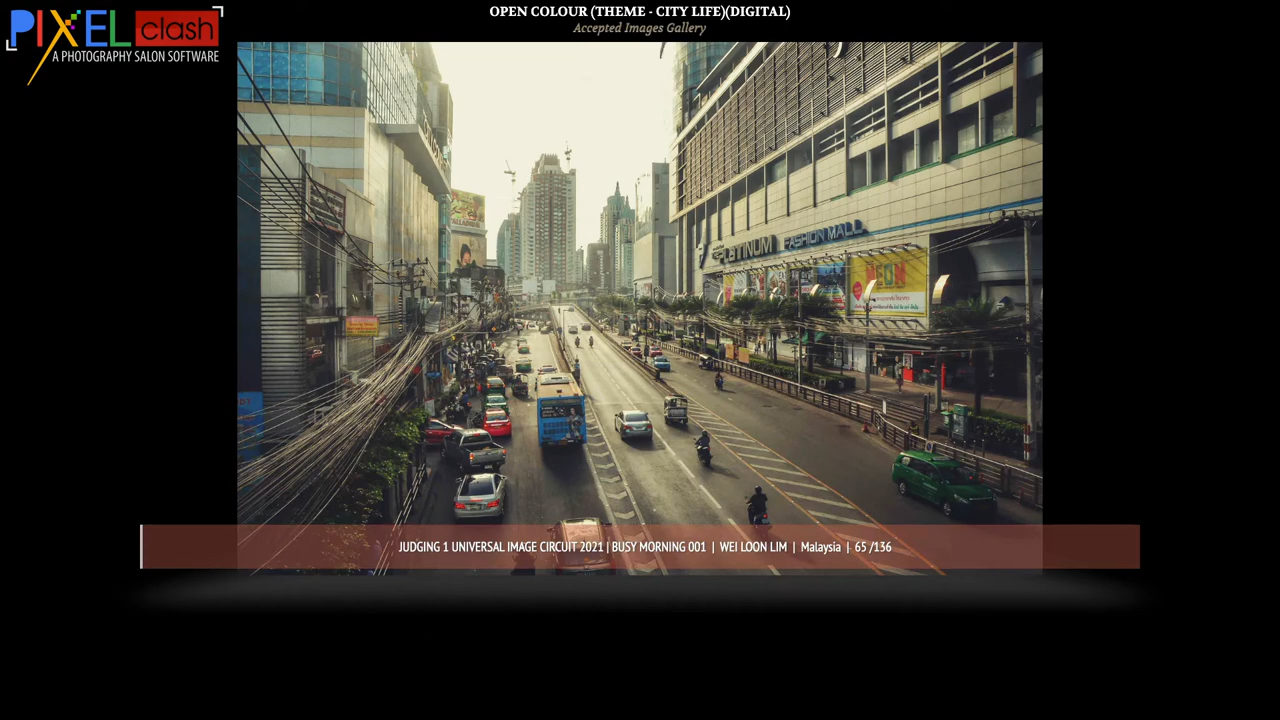 OPEN COLOUR (THEME - CITY LIFE)(DIGITAL)
Accepted Images Gallery
PIXEL clash
A PHOTOGRAPHY SALON SOFTWARE
PLATINUM FASHION MALL
NEON
JUDGING 1 UNIVERSAL IMAGE CIRCUIT 2021 | BUSY MORNING 001 | WEI LOON LIM | Malaysia | 65 /136